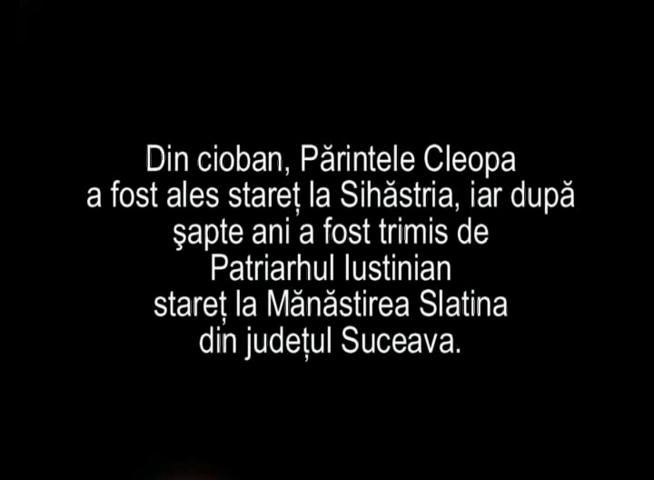 Din cioban, Părintele Cleopa
a fost ales stareț la Sihăstria, iar după
şapte ani a fost trimis de
Patriarhul Iustinian
stareț la Mănăstirea Slatina
din județul Suceava.